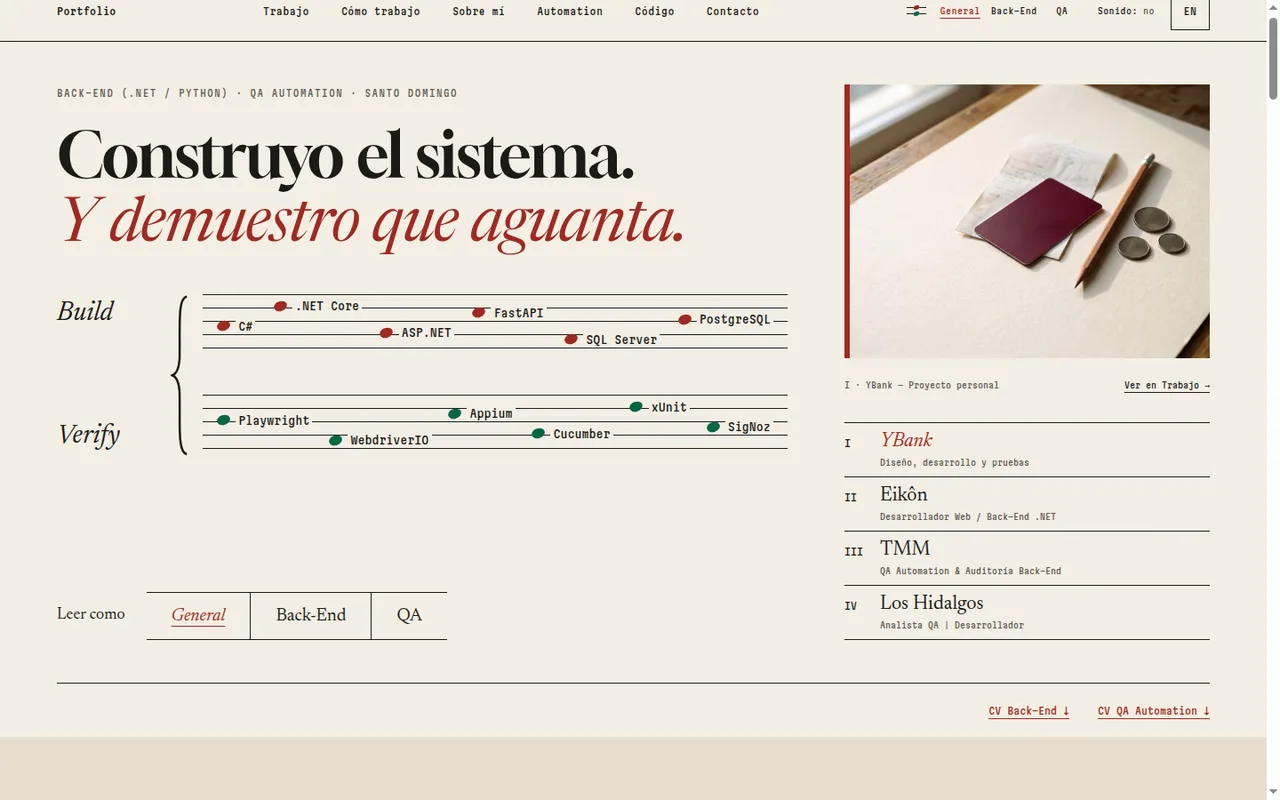 Portfolio
Trabajo Cómo trabajo Sobre mí Automation Código Contacto
General Back-End QA Sonido: no EN
BACK-END (.NET / PYTHON) · QA AUTOMATION · SANTO DOMINGO
Construyo el sistema.
Y demuestro que aguanta.
Build
.NET Core
FastAPI
PostgreSQL
C#
ASP.NET
SQL Server
Verify
xUnit
Appium
Playwright
SigNoz
Cucumber
WebdriverIO
Leer como General Back-End QA
I · YBank — Proyecto personal Ver en Trabajo →
I YBank
Diseño, desarrollo y pruebas
II Eikôn
Desarrollador Web / Back-End .NET
III TMM
QA Automation & Auditoría Back-End
IV Los Hidalgos
Analista QA | Desarrollador
CV Back-End ↓ CV QA Automation ↓